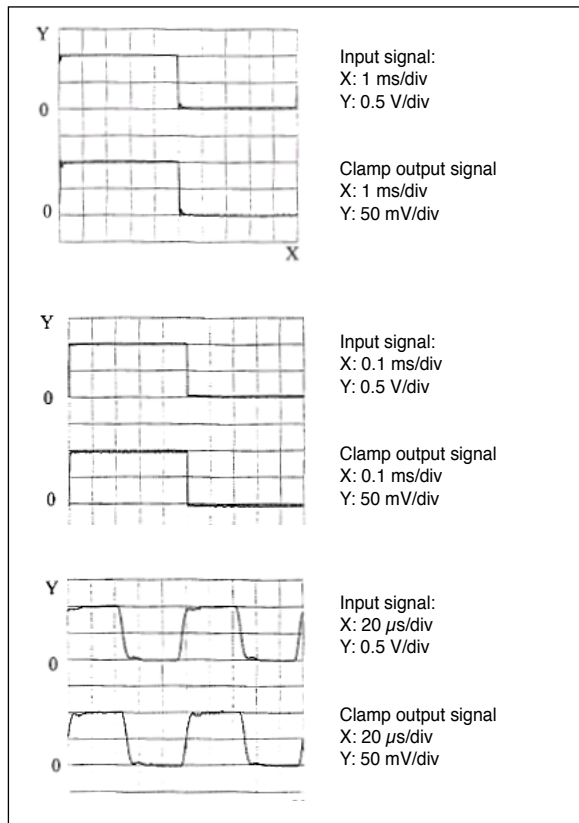 Y
Input signal:
X: 1 ms/div
Y: 0.5 V/div
0
Clamp output signal
X: 1 ms/div
Y: 50 mV/div
0
X
Y
Input signal:
X: 0.1 ms/div
Y: 0.5 V/div
0
Clamp output signal
X: 0.1 ms/div
Y: 50 mV/div
0
Y
Input signal:
X: 20 µs/div
Y: 0.5 V/div
0
Clamp output signal
X: 20 µs/div
Y: 50 mV/div
0